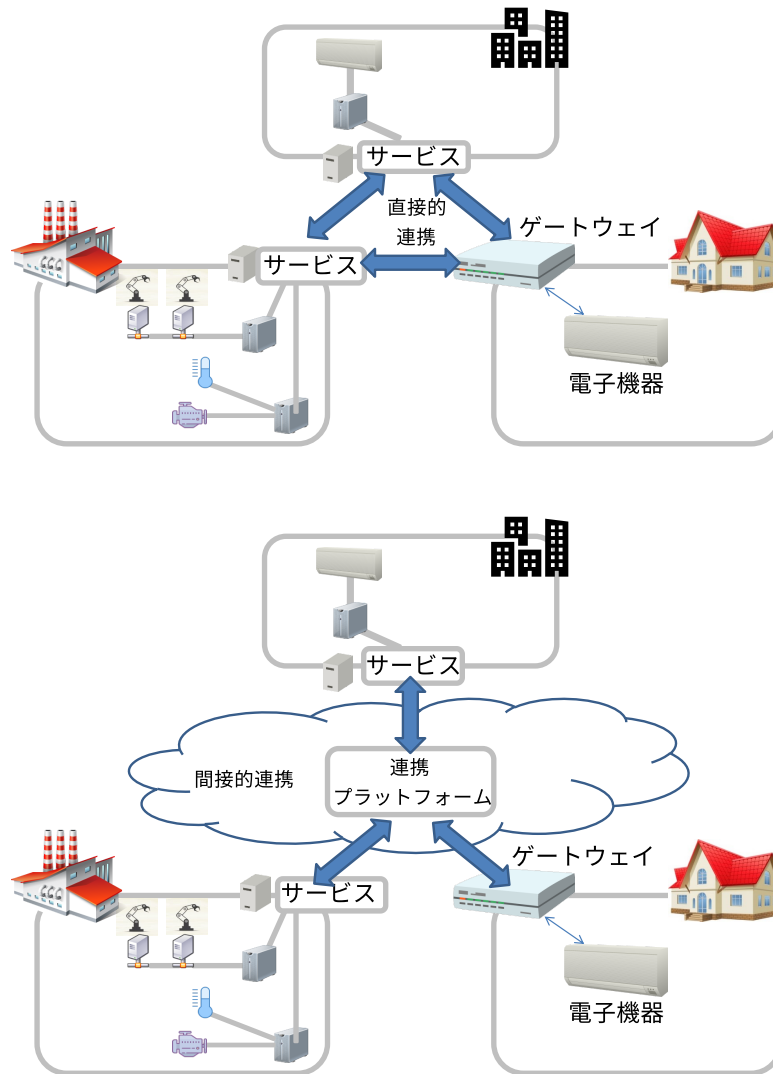 サービス
直接的
連携
ゲートウェイ
サービス
電子機器
サービス
連携
プラットフォーム
間接的連携
ゲートウェイ
サービス
電子機器